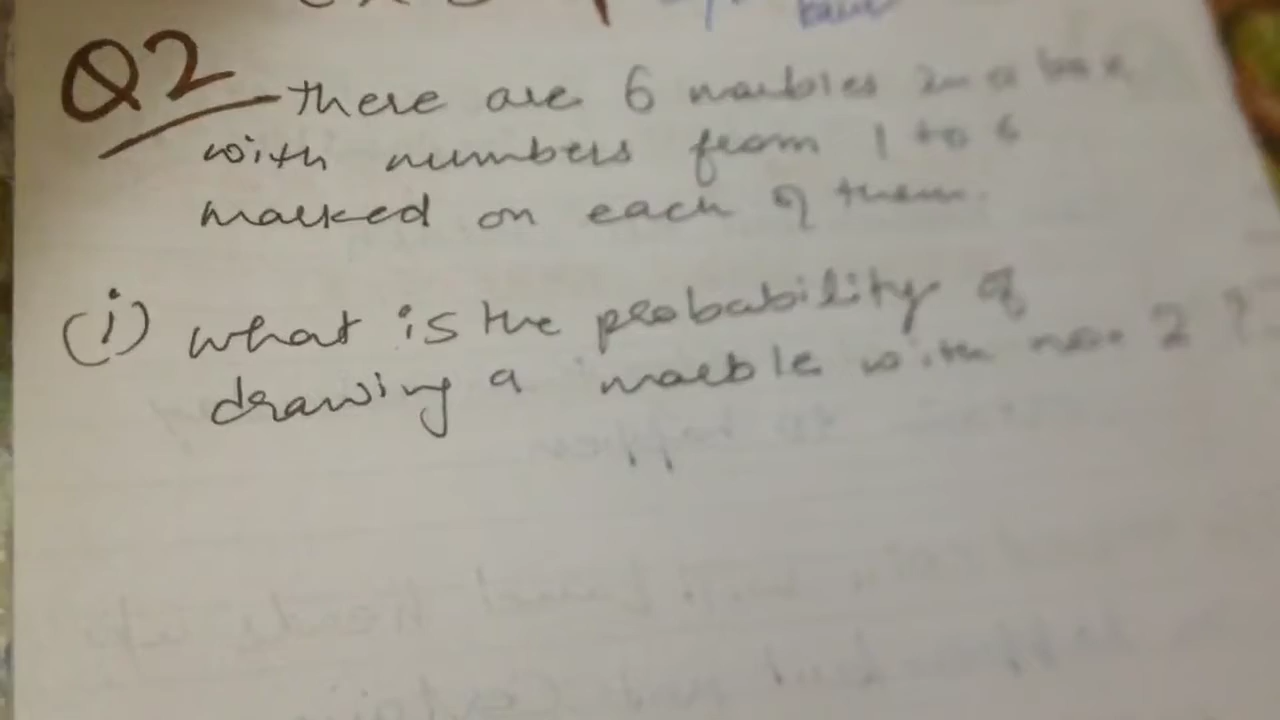 Q2 there are 6 marbles in a box
with numbers from 1 to 6
marked on each of them.
(i) what is the probability of
drawing a marble with no. 2 ?